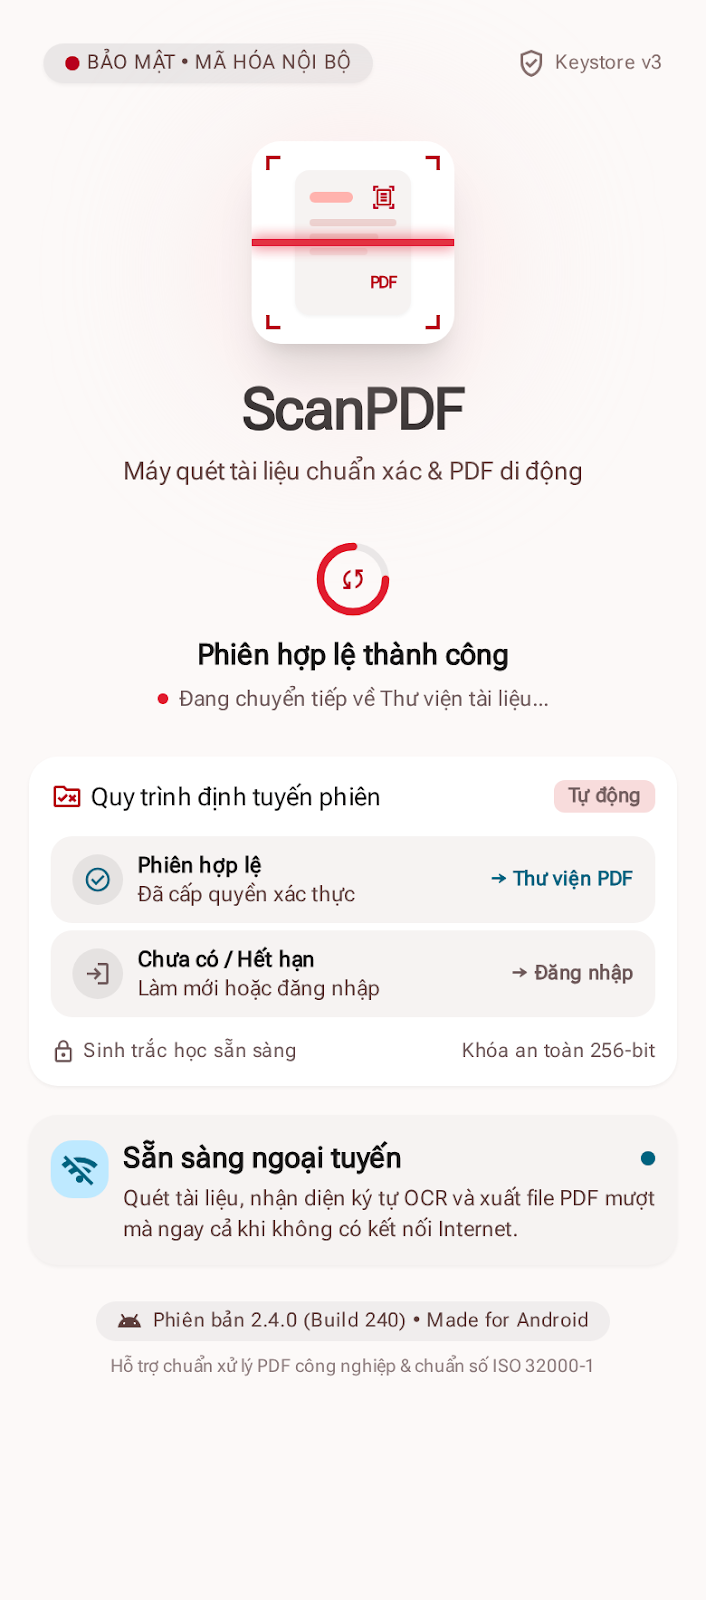 BẢO MẬT • MÃ HÓA NỘI BỘ
Keystore v3
PDF
ScanPDF
Máy quét tài liệu chuẩn xác & PDF di động
Phiên hợp lệ thành công
Đang chuyển tiếp về Thư viện tài liệu...
Quy trình định tuyến phiên
Tự động
Phiên hợp lệ
Đã cấp quyền xác thực
→ Thư viện PDF
Chưa có / Hết hạn
Làm mới hoặc đăng nhập
→ Đăng nhập
Sinh trắc học sẵn sàng
Khóa an toàn 256-bit
Sẵn sàng ngoại tuyến
Quét tài liệu, nhận diện ký tự OCR và xuất file PDF mượt
mà ngay cả khi không có kết nối Internet.
Phiên bản 2.4.0 (Build 240) • Made for Android
Hỗ trợ chuẩn xử lý PDF công nghiệp & chuẩn số ISO 32000-1